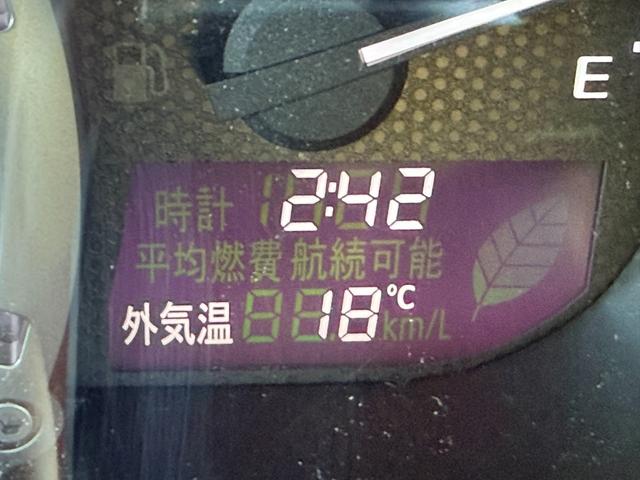 E
時計 2:42
平均燃費 航続可能
外気温 18℃ km/L